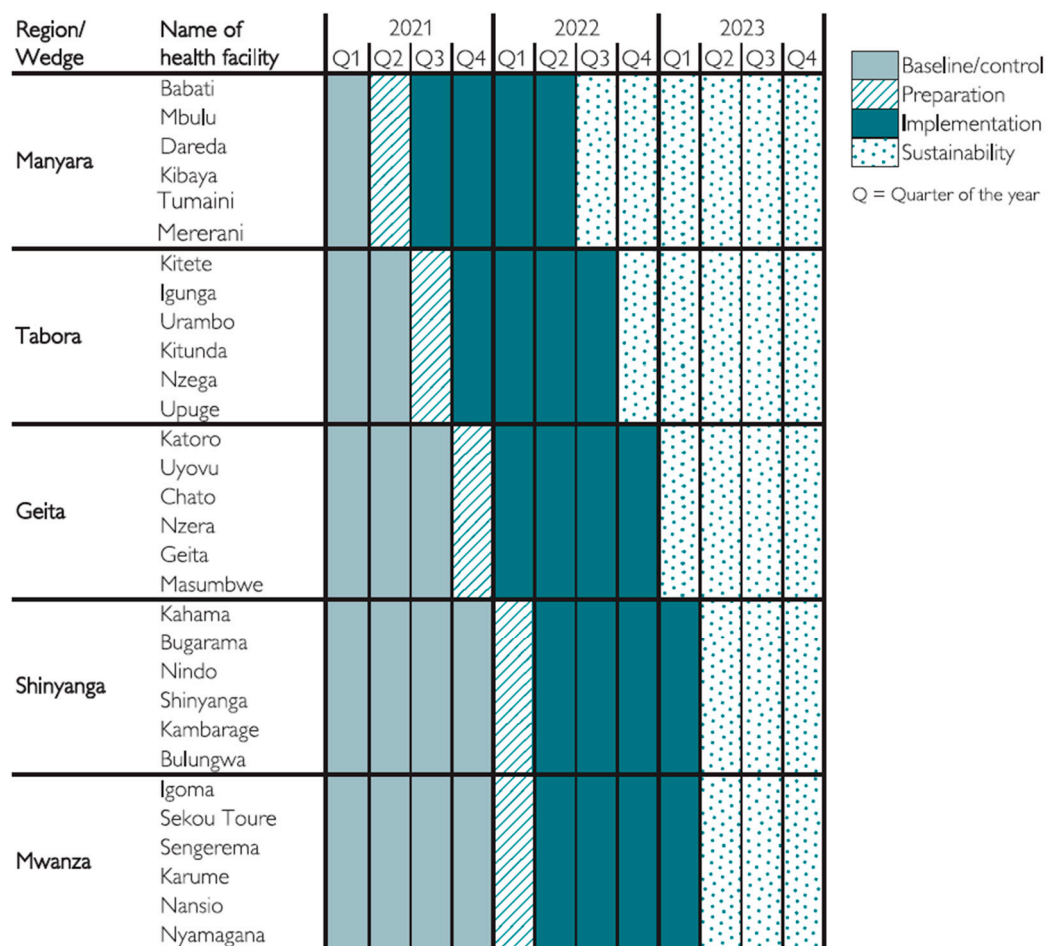 Region/ Wedge
Name of health facility
2021
2022
2023
Q1 Q2 Q3 Q4 Q1 Q2 Q3 Q4 Q1 Q2 Q3 Q4
Manyara
Babati
Mbulu
Dareda
Kibaya
Tumaini
Mererani
Tabora
Kitete
Igunga
Urambo
Kitunda
Nzega
Upuge
Geita
Katoro
Uyovu
Chato
Nzera
Geita
Masumbwe
Shinyanga
Kahama
Bugarama
Nindo
Shinyanga
Kambarage
Bulungwa
Mwanza
Igoma
Sekou Toure
Sengerema
Karume
Nansio
Nyamagana
Baseline/control
Preparation
Implementation
Sustainability
Q = Quarter of the year